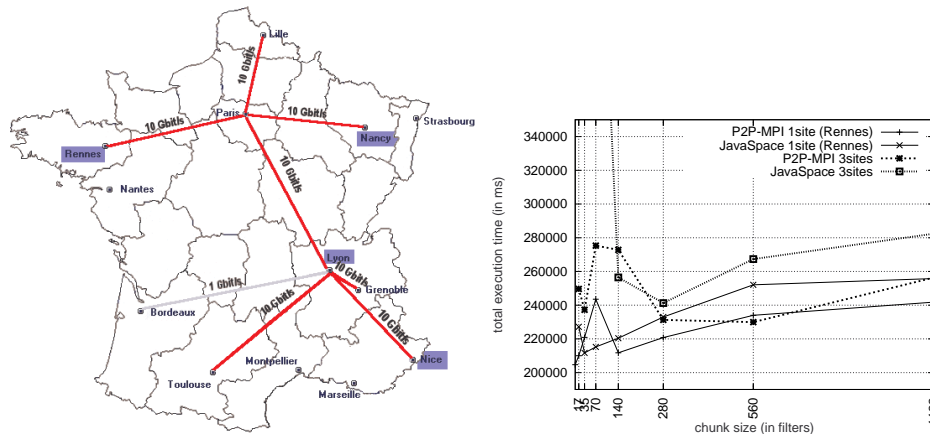 Lille
10 Gbit/s
Paris
10 Gbit/s
10 Gbit/s
Nancy
Strasbourg
Rennes
10 Gbit/s
Nantes
Lyon
10 Gbit/s
1 Gbit/s
Grenoble
Bordeaux
10 Gbit/s
10 Gbit/s
Montpellier
Nice
Toulouse
Marseille
340000
320000
300000
280000
260000
240000
220000
200000
total execution time (in ms)
P2P-MPI 1site (Rennes)
JavaSpace 1site (Rennes)
P2P-MPI 3sites
JavaSpace 3sites
17
35
70
140
280
560
chunk size (in filters)